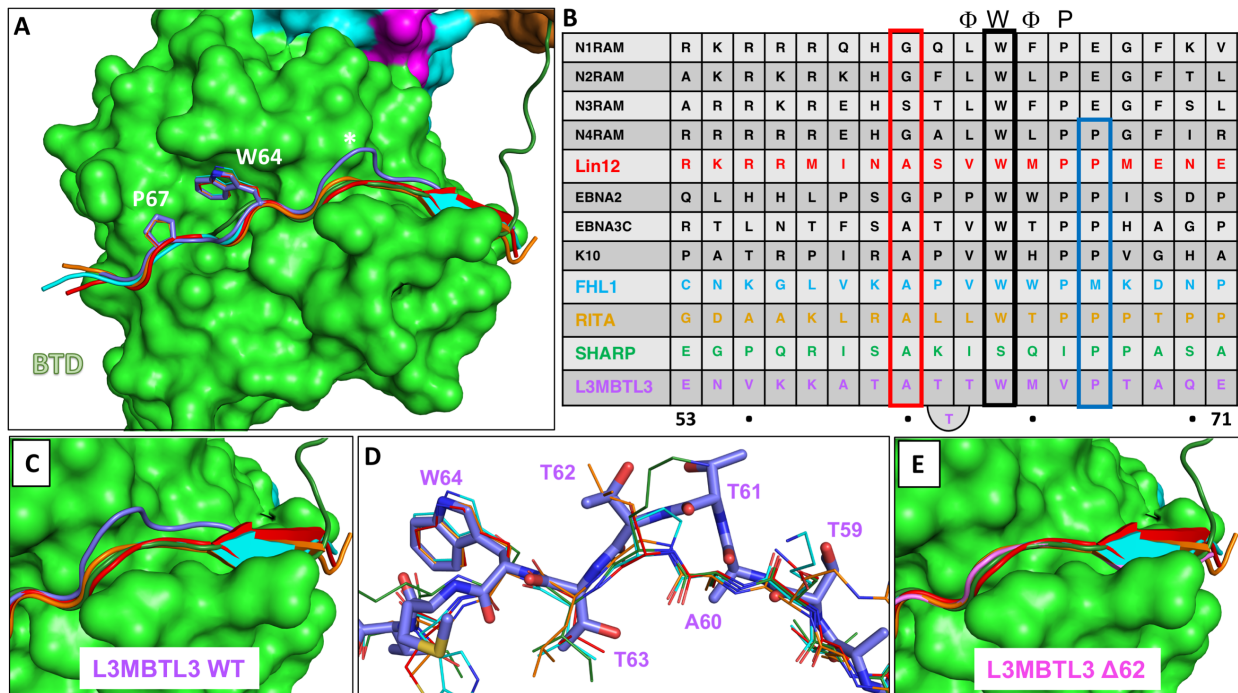 A
W64
*
P67
BTD
B
Φ W Φ P
N1RAM R K R R R Q H G Q L W F P E G F K V
N2RAM A K R K R K H G F L W L P E G F T L
N3RAM A R R K R E H S T L W F P E G F S L
N4RAM R R R R R E H G A L W L P P G F I R
Lin12 R K R R M I N A S V W M P P M E N E
EBNA2 Q L H H L P S G P P W W P P I S D P
EBNA3C R T L N T F S A T V W T P P H A G P
K10 P A T R P I R A P V W H P P V G H A
FHL1 C N K G L V K A P V W W P M K D N P
RITA G D A A K L R A L L W T P P P T P P
SHARP E G P Q R I S A K I S Q I P P A S A
L3MBTL3 E N V K K A T A T T W M V P T A Q E
53 • • T • • 71
C
L3MBTL3 WT
D
W64
T62
T61
T59
A60
T63
E
L3MBTL3 Δ62